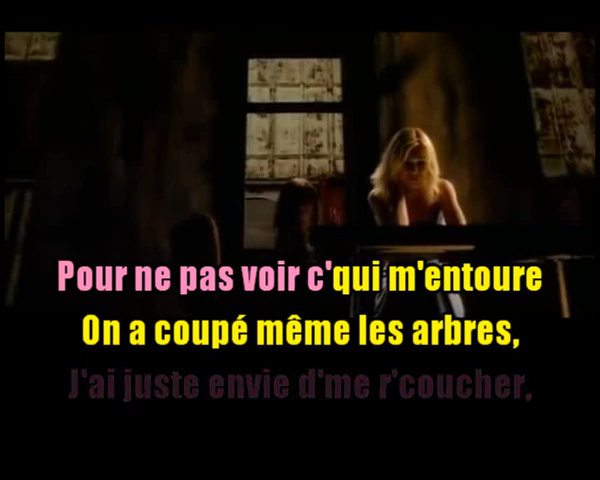 Pour ne pas voir c'qui m'entoure
On a coupé même les arbres,
J'ai juste envie d'me r'coucher,